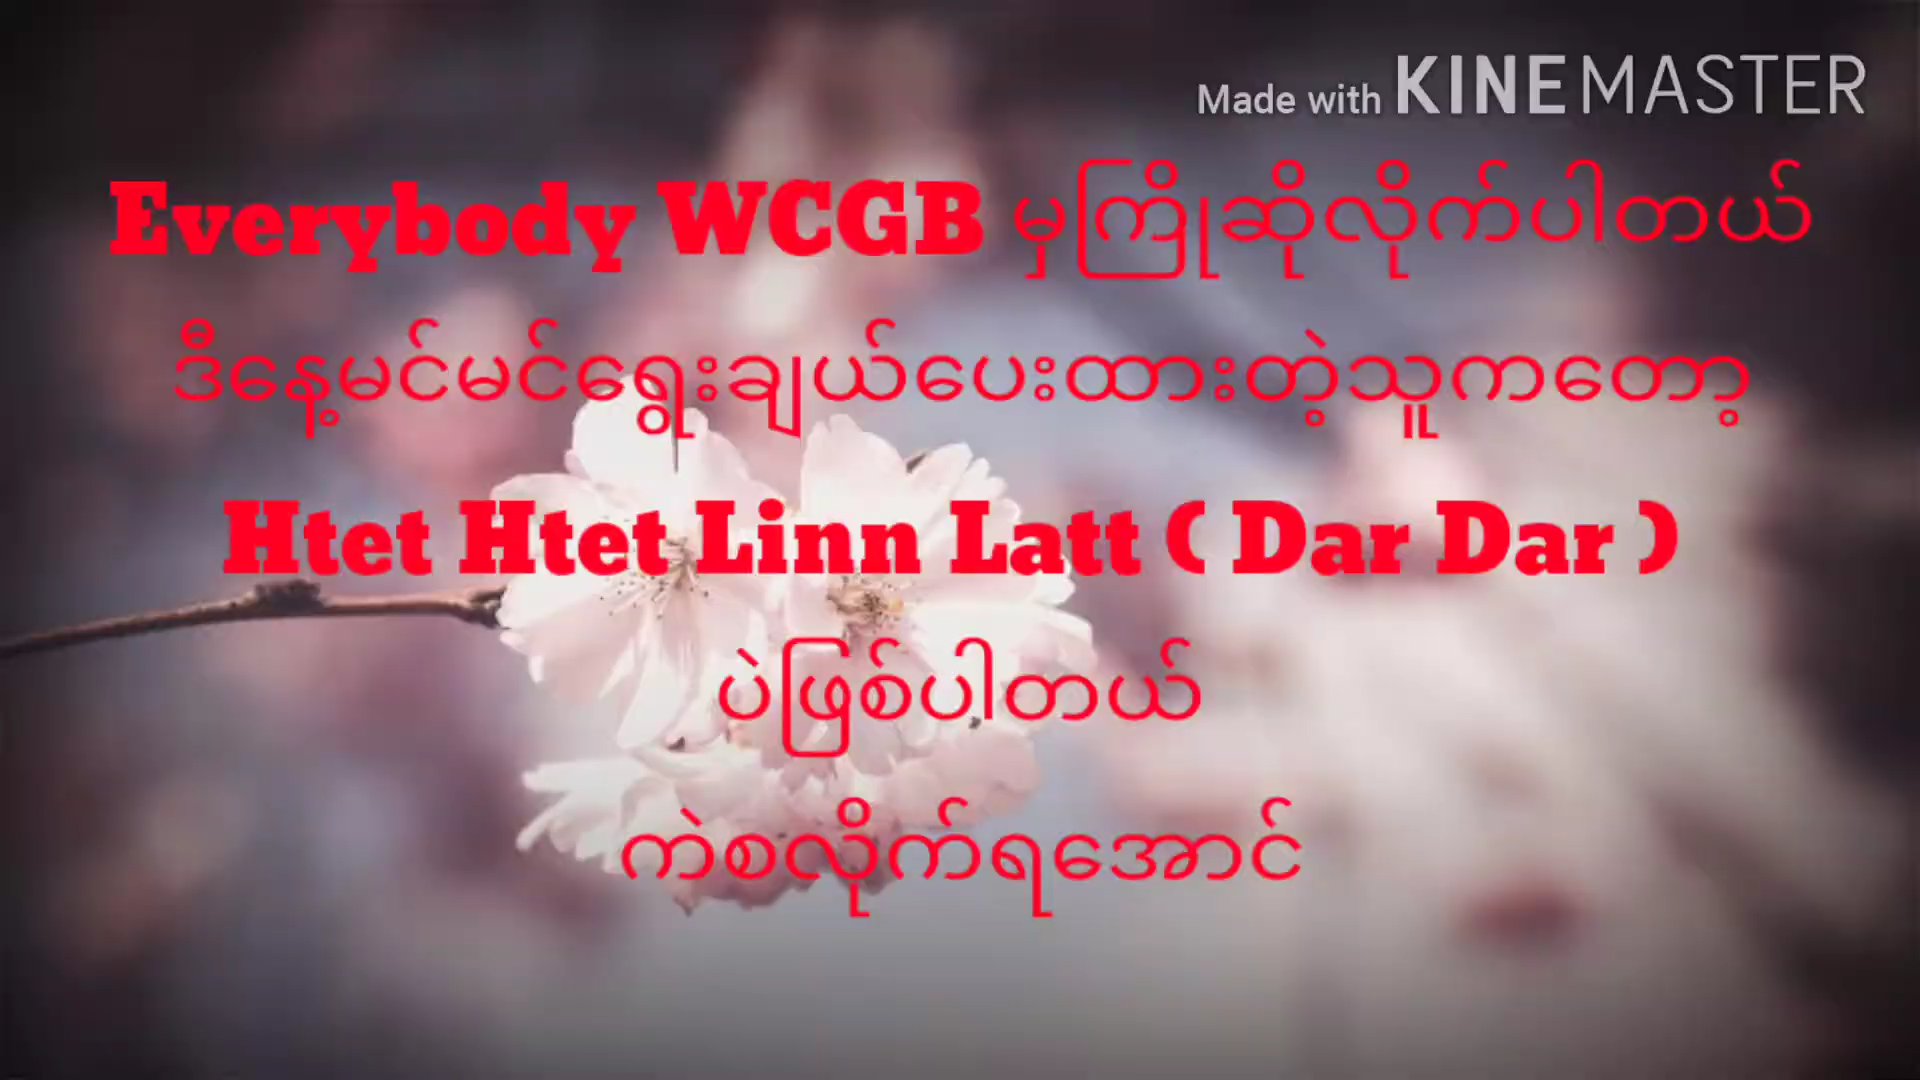 Made with KINEMASTER
Everybody WCGB မှကြိုဆိုလိုက်ပါတယ်
ဒီနေ့မင်မင်ရွေးချယ်ပေးထားတဲ့သူကတော့
Htet Htet Linn Latt ( Dar Dar )
ပဲဖြစ်ပါတယ်
ကဲစလိုက်ရအောင်